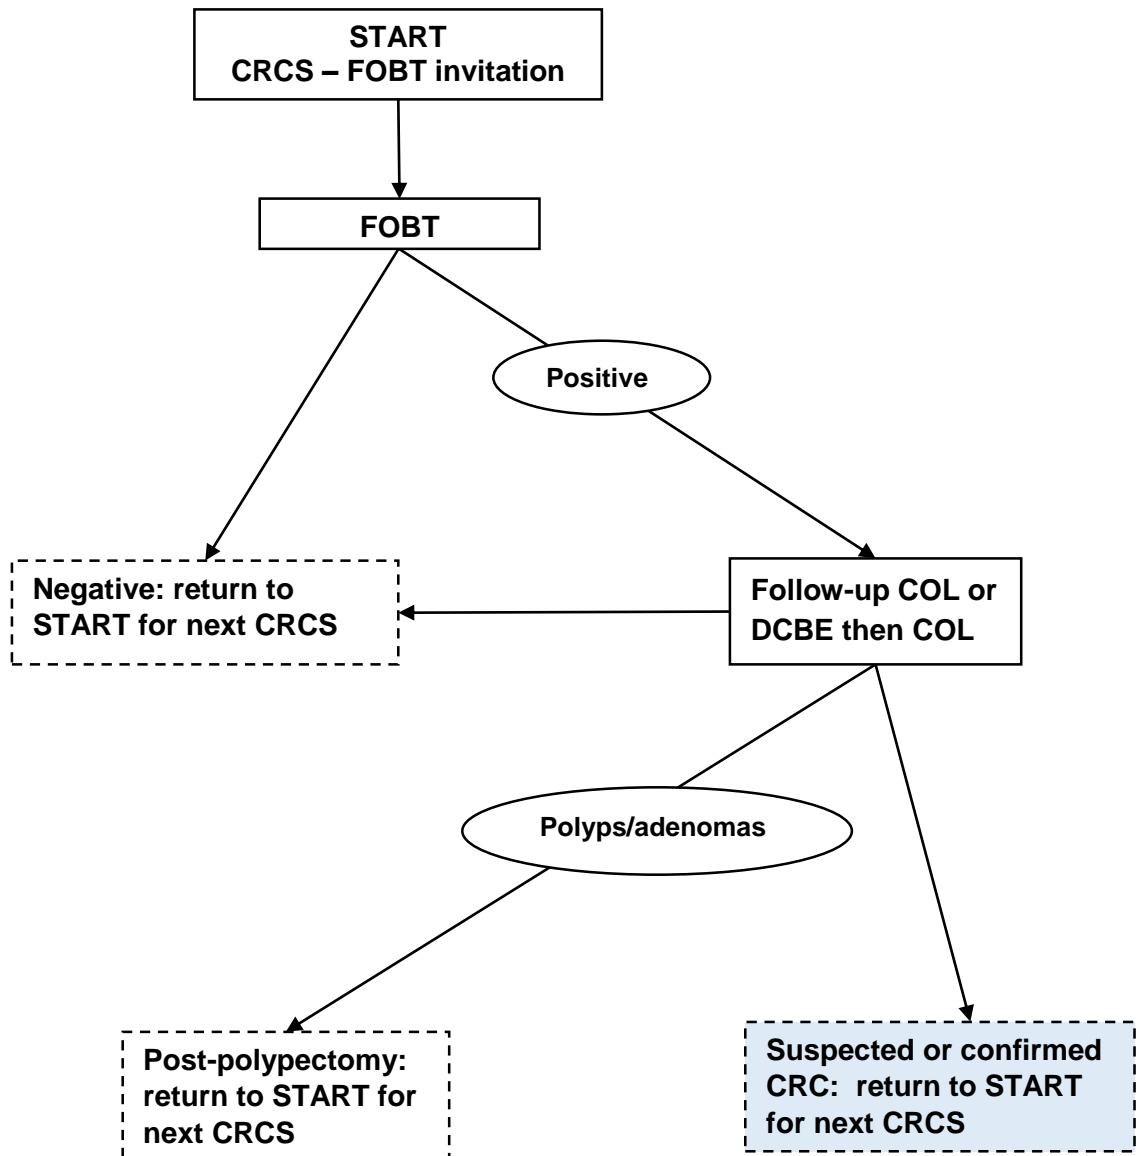 START
CRCS – FOBT invitation
FOBT
Positive
Negative: return to
START for next CRCS
Follow-up COL or
DCBE then COL
Polyps/adenomas
Post-polypectomy:
return to START for
next CRCS
Suspected or confirmed
CRC:  return to START
for next CRCS